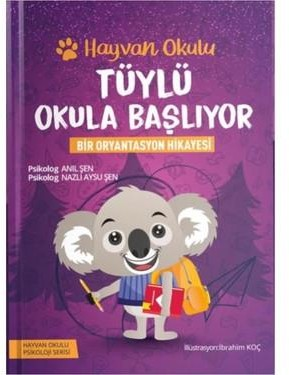 Hayvan Okulu
TÜYLÜ
OKULA BAŞLIYOR
BİR ORYANTASYON HİKAYESİ
Psikolog ANIL ŞEN
Psikolog NAZLI AYSU ŞEN
İllüstrasyon:İbrahim KOÇ
HAYVAN OKULU
PSİKOLOJİ SERİSİ